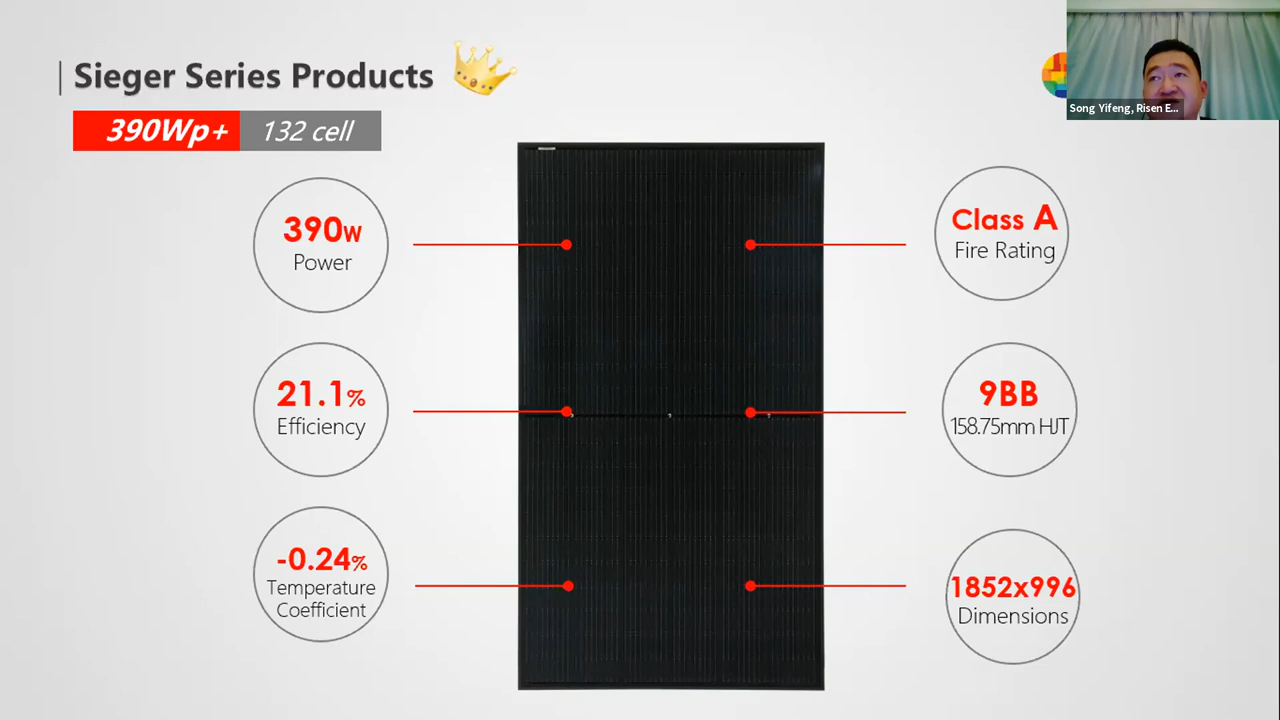 Sieger Series Products
390Wp+ 132 cell
390W
Power
21.1%
Efficiency
-0.24%
Temperature
Coefficient
Class A
Fire Rating
9BB
158.75mm HJT
1852x996
Dimensions
Song Yifeng, Risen E...